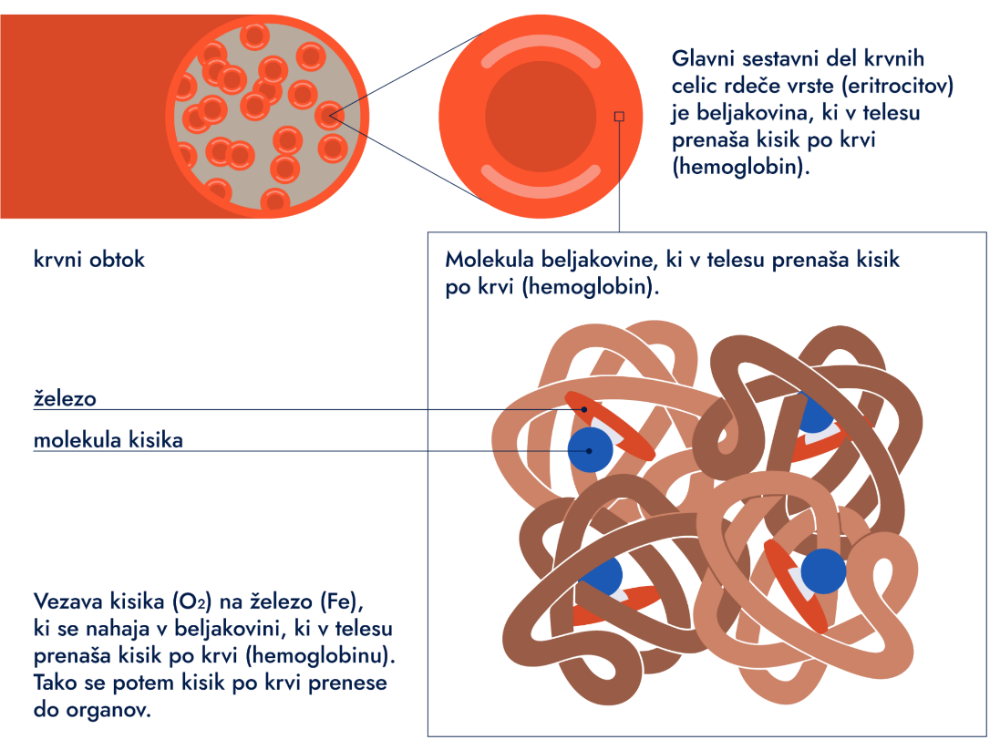 Glavni sestavni del krvnih
celic rdeče vrste (eritrocitov)
je beljakovina, ki v telesu
prenaša kisik po krvi
(hemoglobin).
krvni obtok
Molekula beljakovine, ki v telesu prenaša kisik
po krvi (hemoglobin).
železo
molekula kisika
Vezava kisika (O₂) na železo (Fe),
ki se nahaja v beljakovini, ki v telesu
prenaša kisik po krvi (hemoglobinu).
Tako se potem kisik po krvi prenese
do organov.